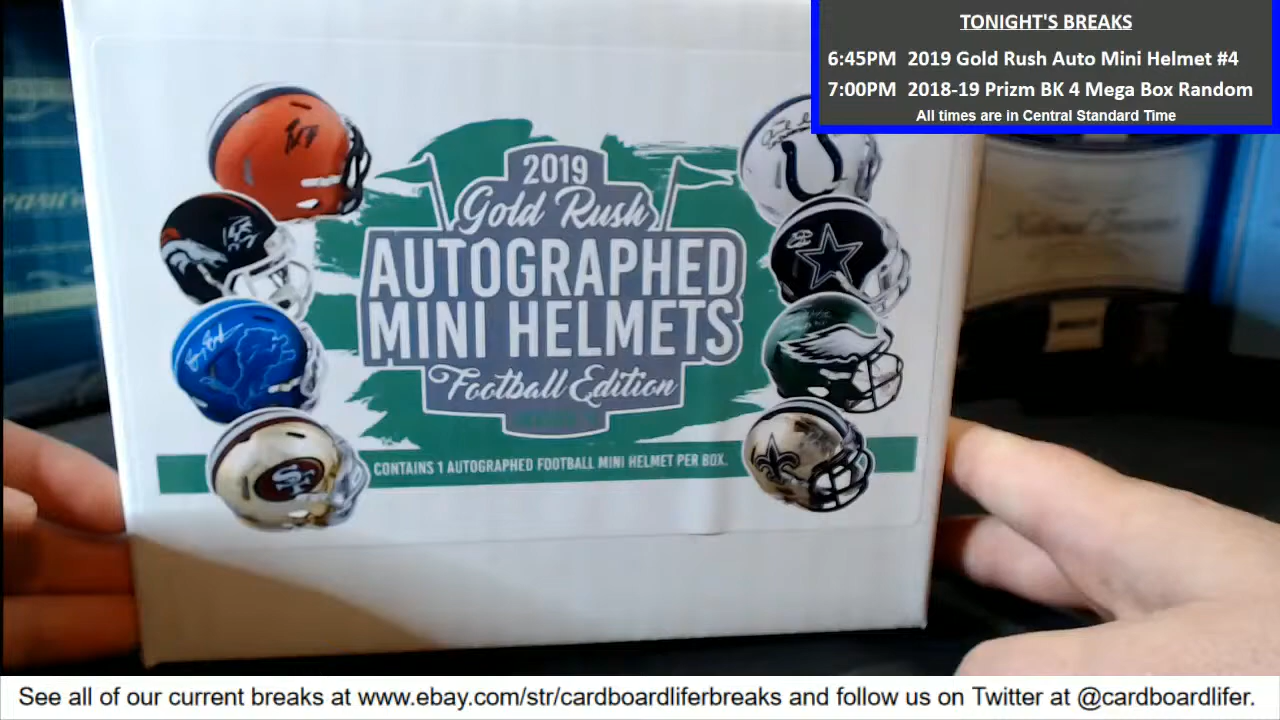 TONIGHT'S BREAKS
6:45PM 2019 Gold Rush Auto Mini Helmet #4
7:00PM 2018-19 Prizm BK 4 Mega Box Random
All times are in Central Standard Time
2019
Gold Rush
AUTOGRAPHED
MINI HELMETS
Football Edition
CONTAINS 1 AUTOGRAPHED FOOTBALL MINI HELMET PER BOX.
See all of our current breaks at www.ebay.com/str/cardboardliferbreaks and follow us on Twitter at @cardboardlifer.